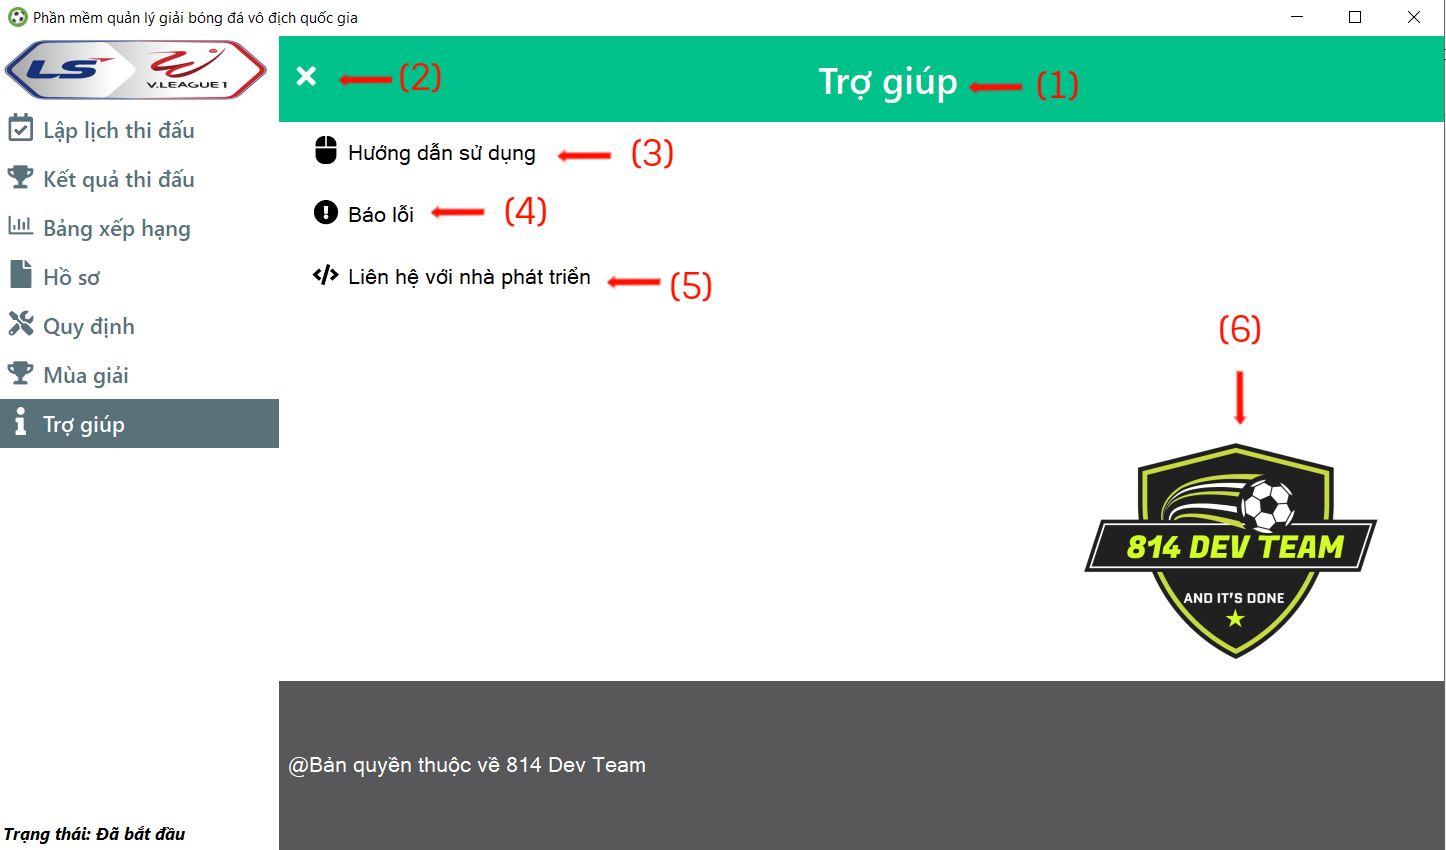 Phần mềm quản lý giải bóng đá vô địch quốc gia
LS V.LEAGUE 1
Lập lịch thi đấu
Kết quả thi đấu
Bảng xếp hạng
Hồ sơ
Quy định
Mùa giải
Trợ giúp
Trạng thái: Đã bắt đầu
(2) Trợ giúp (1)
Hướng dẫn sử dụng (3)
Báo lỗi (4)
Liên hệ với nhà phát triển (5)
(6)
814 DEV TEAM
AND IT'S DONE
@Bản quyền thuộc về 814 Dev Team